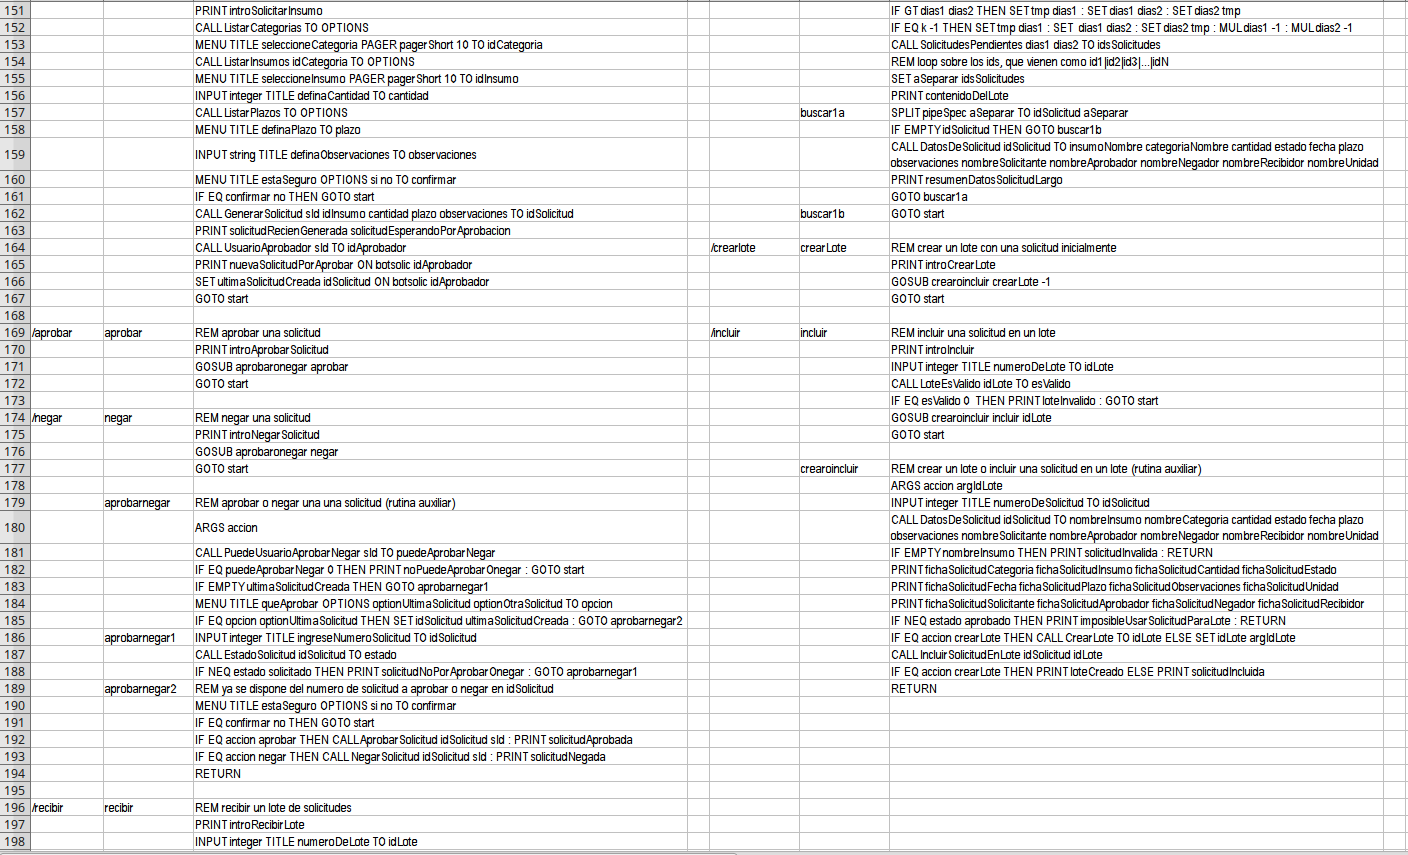 151 PRINT introSolicitarInsumo IF GT dias1 dias2 THEN SET tmp dias1 : SET dias1 dias2 : SET dias2 tmp
152 CALL ListarCategorias TO OPTIONS IF EQ k -1 THEN SET tmp dias1 : SET dias1 dias2 : SET dias2 tmp : MUL dias1 -1 : MUL dias2 -1
153 MENU TITLE seleccioneCategoria PAGER pagerShort 10 TO idCategoria CALL SolicitudesPendientes dias1 dias2 TO idsSolicitudes
154 CALL ListarInsumos idCategoria TO OPTIONS REM loop sobre los ids, que vienen como id1|id2|id3|...|idN
155 MENU TITLE seleccioneInsumo PAGER pagerShort 10 TO idInsumo SET aSeparar idsSolicitudes
156 INPUT integer TITLE definaCantidad TO cantidad PRINT contenidoDelLote
157 CALL ListarPlazos TO OPTIONS buscar1a SPLIT pipeSpec aSeparar TO idSolicitud aSeparar
158 MENU TITLE definaPlazo TO plazo IF EMPTY idSolicitud THEN GOTO buscar1b
159 INPUT string TITLE definaObservaciones TO observaciones CALL DatosDeSolicitud idSolicitud TO insumoNombre categoriaNombre cantidad estado fecha plazo
observaciones nombreSolicitante nombreAprobador nombreNegador nombreRecibidor nombreUnidad
160 MENU TITLE estaSeguro OPTIONS si no TO confirmar PRINT resumenDatosSolicitudLargo
161 IF EQ confirmar no THEN GOTO start GOTO buscar1a
162 CALL GenerarSolicitud sId idInsumo cantidad plazo observaciones TO idSolicitud buscar1b GOTO start
163 PRINT solicitudRecienGenerada solicitudEsperandoPorAprobacion
164 CALL UsuarioAprobador sId TO idAprobador /crearlote crearLote REM crear un lote con una solicitud inicialmente
165 PRINT nuevaSolicitudPorAprobar ON botsolic idAprobador PRINT introCrearLote
166 SET ultimaSolicitudCreada idSolicitud ON botsolic idAprobador GOSUB crearoincluir crearLote -1
167 GOTO start GOTO start
168
169 /aprobar aprobar REM aprobar una solicitud /incluir incluir REM incluir una solicitud en un lote
170 PRINT introAprobarSolicitud PRINT introIncluir
171 GOSUB aprobaronegar aprobar INPUT integer TITLE numeroDeLote TO idLote
172 GOTO start CALL LoteEsValido idLote TO esValido
173 IF EQ esValido 0 THEN PRINT loteInvalido : GOTO start
174 /negar negar REM negar una solicitud GOSUB crearoincluir incluir idLote
175 PRINT introNegarSolicitud GOTO start
176 GOSUB aprobaronegar negar
177 GOTO start crearoincluir REM crear un lote o incluir una solicitud en un lote (rutina auxiliar)
178 ARGS accion argIdLote
179 aprobarnegar REM aprobar o negar una una solicitud (rutina auxiliar) INPUT integer TITLE numeroDeSolicitud TO idSolicitud
180 ARGS accion CALL DatosDeSolicitud idSolicitud TO nombreInsumo nombreCategoria cantidad estado fecha plazo
observaciones nombreSolicitante nombreAprobador nombreNegador nombreRecibidor nombreUnidad
181 CALL PuedeUsuarioAprobarNegar sId TO puedeAprobarNegar IF EMPTY nombreInsumo THEN PRINT solicitudInvalida : RETURN
182 IF EQ puedeAprobarNegar 0 THEN PRINT noPuedeAprobarOnegar : GOTO start PRINT fichaSolicitudCategoria fichaSolicitudInsumo fichaSolicitudCantidad fichaSolicitudEstado
183 IF EMPTY ultimaSolicitudCreada THEN GOTO aprobarnegar1 PRINT fichaSolicitudFecha fichaSolicitudPlazo fichaSolicitudObservaciones fichaSolicitudUnidad
184 MENU TITLE queAprobar OPTIONS optionUltimaSolicitud optionOtraSolicitud TO opcion PRINT fichaSolicitudSolicitante fichaSolicitudAprobador fichaSolicitudNegador fichaSolicitudRecibidor
185 IF EQ opcion optionUltimaSolicitud THEN SET idSolicitud ultimaSolicitudCreada : GOTO aprobarnegar2 IF NEQ estado aprobado THEN PRINT imposibleUsarSolicitudParaLote : RETURN
186 aprobarnegar1 INPUT integer TITLE ingreseNumeroSolicitud TO idSolicitud IF EQ accion crearLote THEN CALL CrearLote TO idLote ELSE SET idLote argIdLote
187 CALL EstadoSolicitud idSolicitud TO estado CALL IncluirSolicitudEnLote idSolicitud idLote
188 IF NEQ estado solicitado THEN PRINT solicitudNoPorAprobarOnegar : GOTO aprobarnegar1 IF EQ accion crearLote THEN PRINT loteCreado ELSE PRINT solicitudIncluida
189 aprobarnegar2 REM ya se dispone del numero de solicitud a aprobar o negar en idSolicitud RETURN
190 MENU TITLE estaSeguro OPTIONS si no TO confirmar
191 IF EQ confirmar no THEN GOTO start
192 IF EQ accion aprobar THEN CALL AprobarSolicitud idSolicitud sId : PRINT solicitudAprobada
193 IF EQ accion negar THEN CALL NegarSolicitud idSolicitud sId : PRINT solicitudNegada
194 RETURN
195
196 /recibir recibir REM recibir un lote de solicitudes
197 PRINT introRecibirLote
198 INPUT integer TITLE numeroDeLote TO idLote